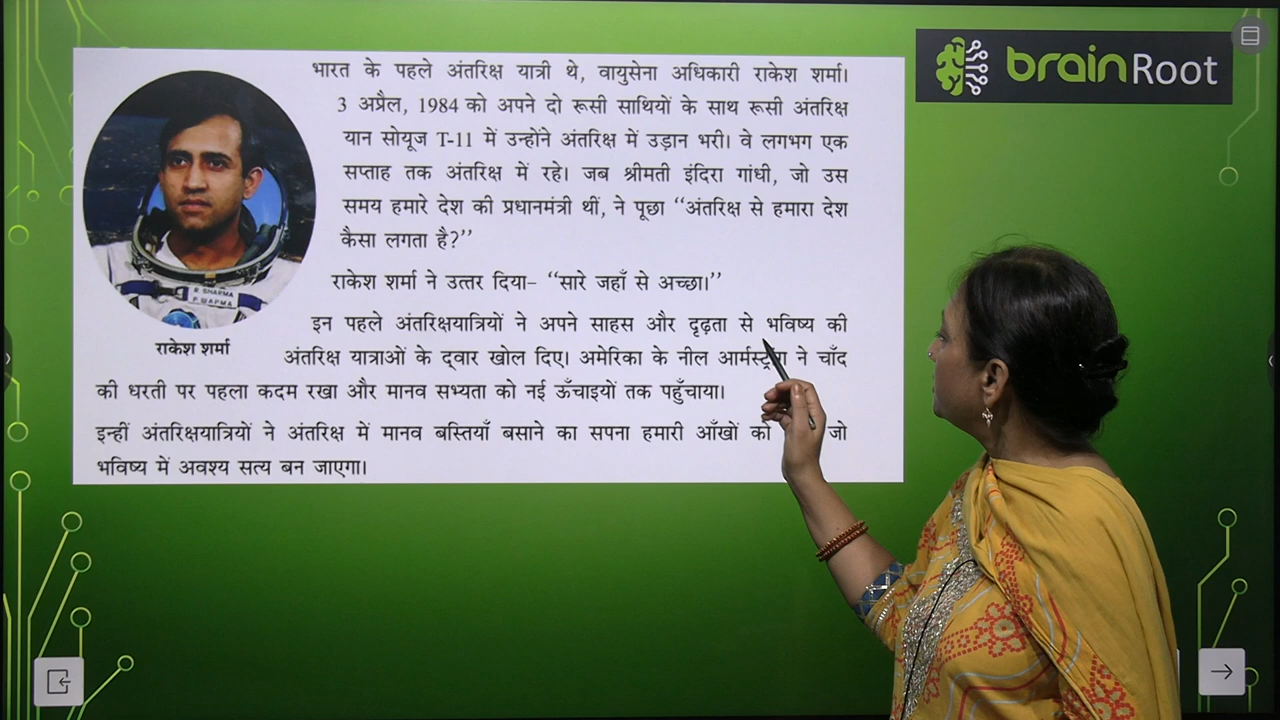 brainRoot
भारत के पहले अंतरिक्ष यात्री थे, वायुसेना अधिकारी राकेश शर्मा।
3 अप्रैल, 1984 को अपने दो रूसी साथियों के साथ रूसी अंतरिक्ष
यान सोयूज T-11 में उन्होंने अंतरिक्ष में उड़ान भरी। वे लगभग एक
सप्ताह तक अंतरिक्ष में रहे। जब श्रीमती इंदिरा गांधी, जो उस
समय हमारे देश की प्रधानमंत्री थीं, ने पूछा ‘‘अंतरिक्ष से हमारा देश
कैसा लगता है?’’
राकेश शर्मा ने उत्तर दिया– ‘‘सारे जहाँ से अच्छा।’’
R. SHARMA
राकेश शर्मा
इन पहले अंतरिक्षयात्रियों ने अपने साहस और दृढ़ता से भविष्य की
अंतरिक्ष यात्राओं के द्वार खोल दिए। अमेरिका के नील आर्मस्ट्रॉंग ने चाँद
की धरती पर पहला कदम रखा और मानव सभ्यता को नई ऊँचाइयों तक पहुँचाया।
इन्हीं अंतरिक्षयात्रियों ने अंतरिक्ष में मानव बस्तियाँ बसाने का सपना हमारी आँखों को जो
भविष्य में अवश्य सत्य बन जाएगा।